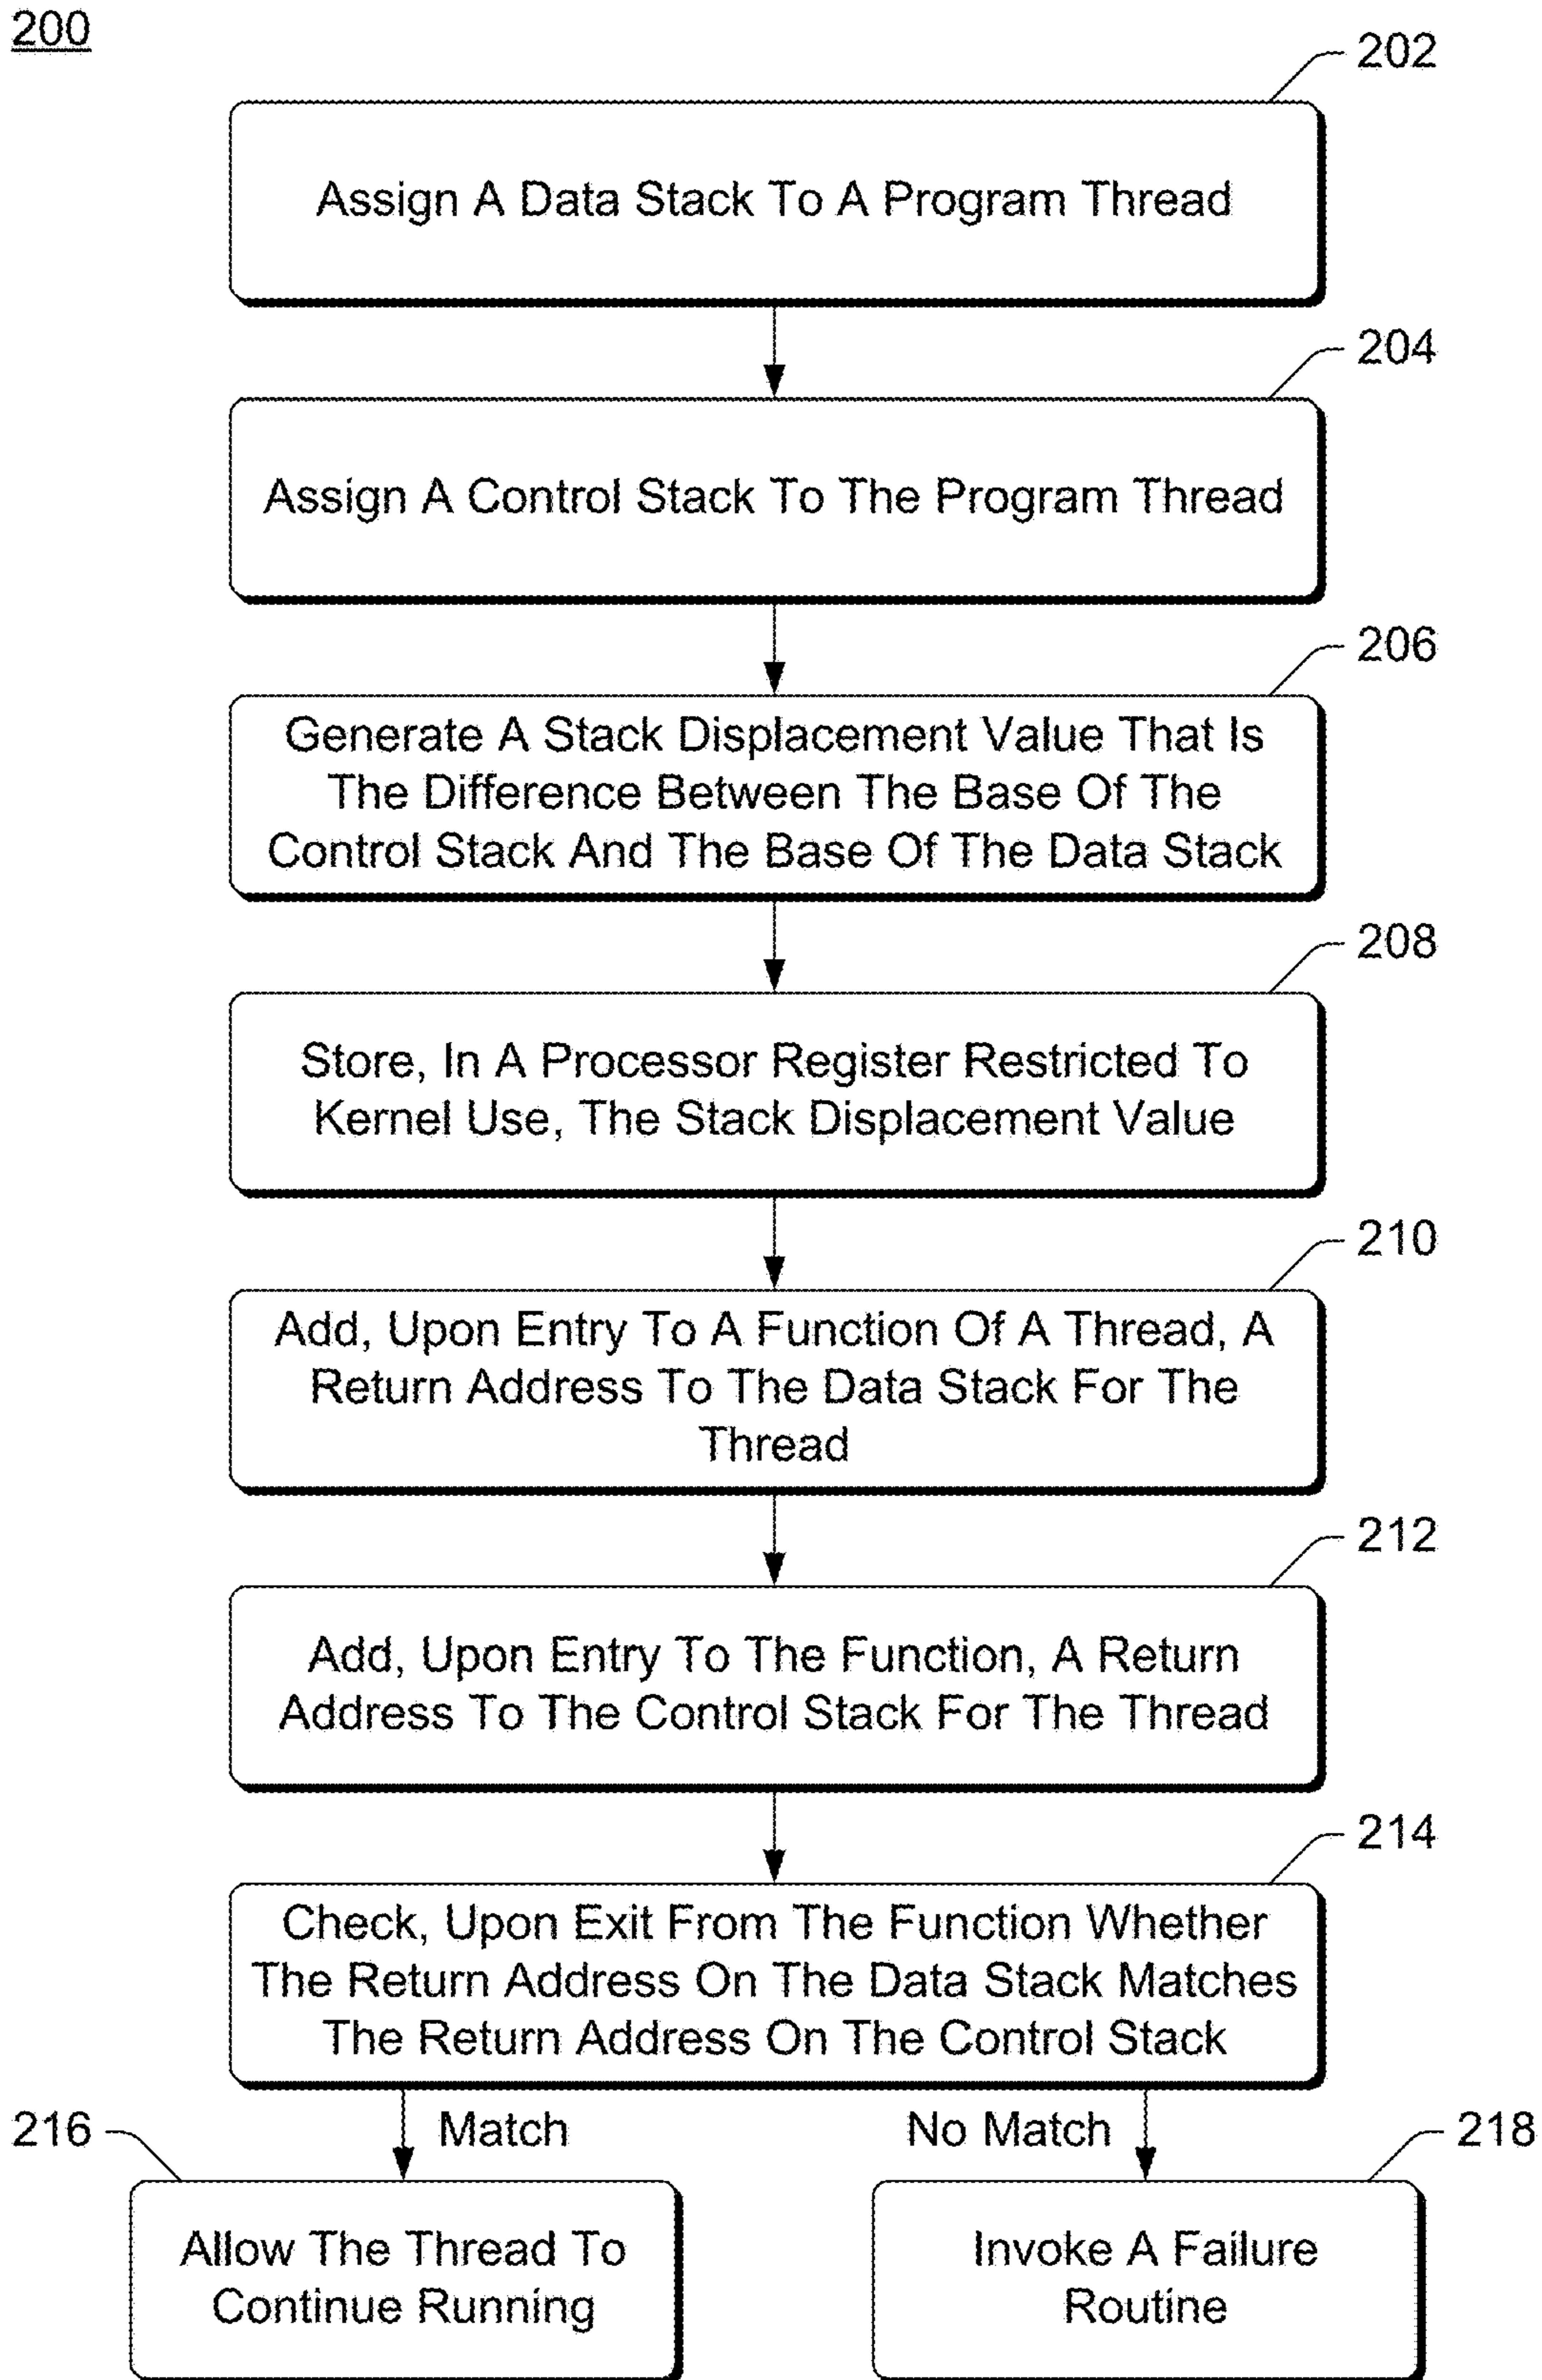 200
202
Assign A Data Stack To A Program Thread
204
Assign A Control Stack To The Program Thread
206
Generate A Stack Displacement Value That Is
The Difference Between The Base Of The
Control Stack And The Base Of The Data Stack
208
Store, In A Processor Register Restricted To
Kernel Use, The Stack Displacement Value
210
Add, Upon Entry To A Function Of A Thread, A
Return Address To The Data Stack For The
Thread
212
Add, Upon Entry To The Function, A Return
Address To The Control Stack For The Thread
214
Check, Upon Exit From The Function Whether
The Return Address On The Data Stack Matches
The Return Address On The Control Stack
216
Match
No Match
218
Allow The Thread To
Continue Running
Invoke A Failure
Routine